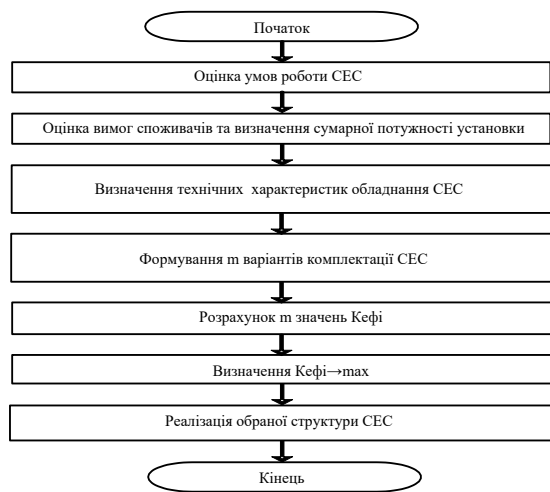 Початок
Оцінка умов роботи СЕС
Оцінка вимог споживачів та визначення сумарної потужності установки
Визначення технічних характеристик обладнання СЕС
Формування m варіантів комплектації СЕС
Розрахунок m значень Кефі
Визначення Кефі→max
Реалізація обраної структури СЕС
Кінець